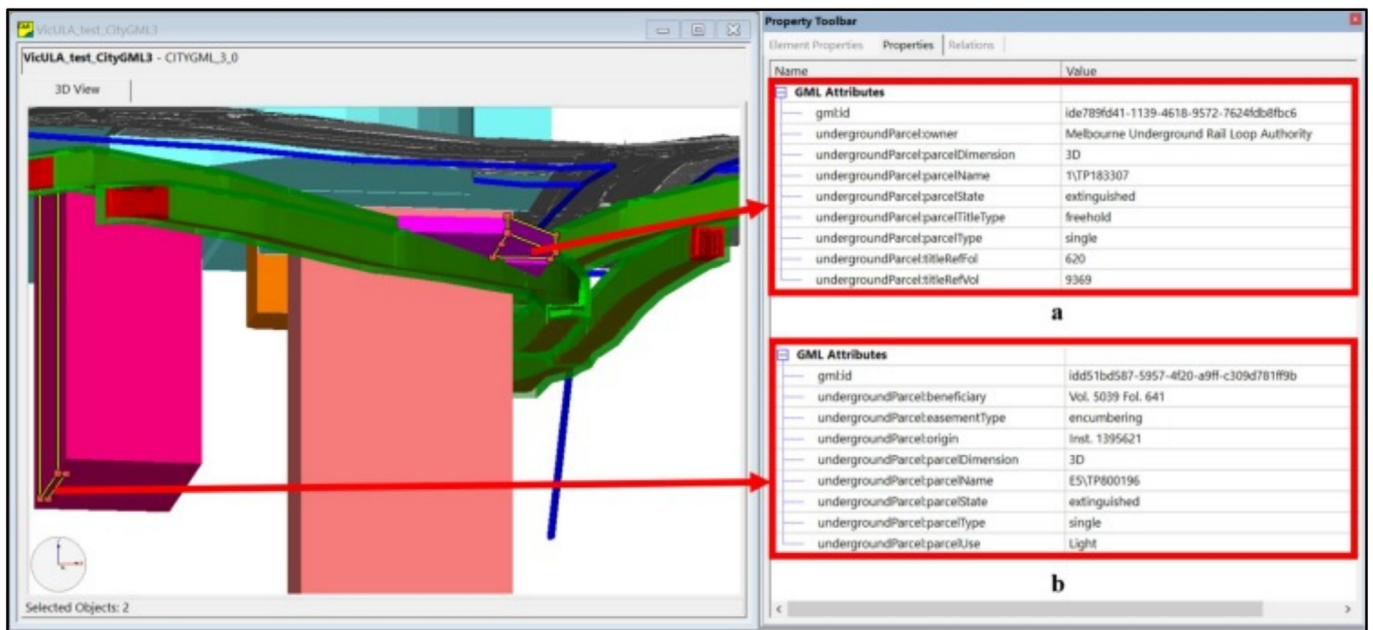 VicULA_test_CityGML3
VicULA_test_CityGML3 - CITYGML_3_0
3D View
Selected Objects: 2
Property Toolbar
Element Properties Properties Relations
Name Value
GML Attributes
gml:id ide789fd41-1139-4618-9572-7624fdb8fbc6
undergroundParcel:owner Melbourne Underground Rail Loop Authority
undergroundParcel:parcelDimension 3D
undergroundParcel:parcelName 1\TP183307
undergroundParcel:parcelState extinguished
undergroundParcel:parcelTitleType freehold
undergroundParcel:parcelType single
undergroundParcel:titleRefFol 620
undergroundParcel:titleRefVol 9369
a
GML Attributes
gml:id idd51bd587-5957-4f20-a9ff-c309d781ff9b
undergroundParcel:beneficiary Vol. 5039 Fol. 641
undergroundParcel:easementType encumbering
undergroundParcel:origin Inst. 1395621
undergroundParcel:parcelDimension 3D
undergroundParcel:parcelName E5\TP800196
undergroundParcel:parcelState extinguished
undergroundParcel:parcelType single
undergroundParcel:parcelUse Light
b